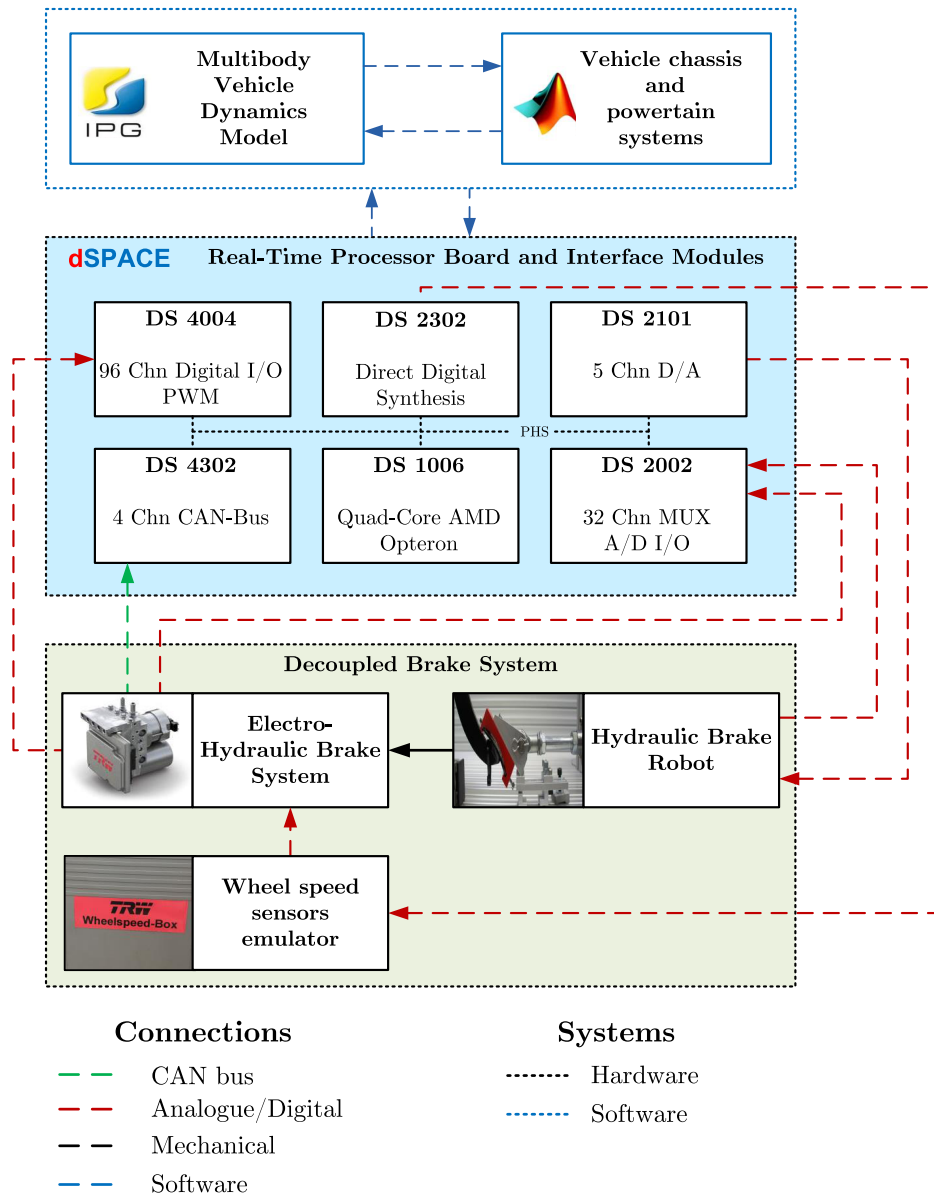 Multibody
Vehicle
Dynamics
Model
IPG
Vehicle chassis
and
powertain
systems
dSPACE
Real-Time Processor Board and Interface Modules
DS 4004
96 Chn Digital I/O
PWM
DS 2302
Direct Digital
Synthesis
DS 2101
5 Chn D/A
PHS
DS 4302
4 Chn CAN-Bus
DS 1006
Quad-Core AMD
Opteron
DS 2002
32 Chn MUX
A/D I/O
Decoupled Brake System
TRW
Electro-
Hydraulic Brake
System
Hydraulic Brake
Robot
TRW
Wheelspeed-Box
Wheel speed
sensors
emulator
Connections
CAN bus
Analogue/Digital
Mechanical
Software
Systems
Hardware
Software